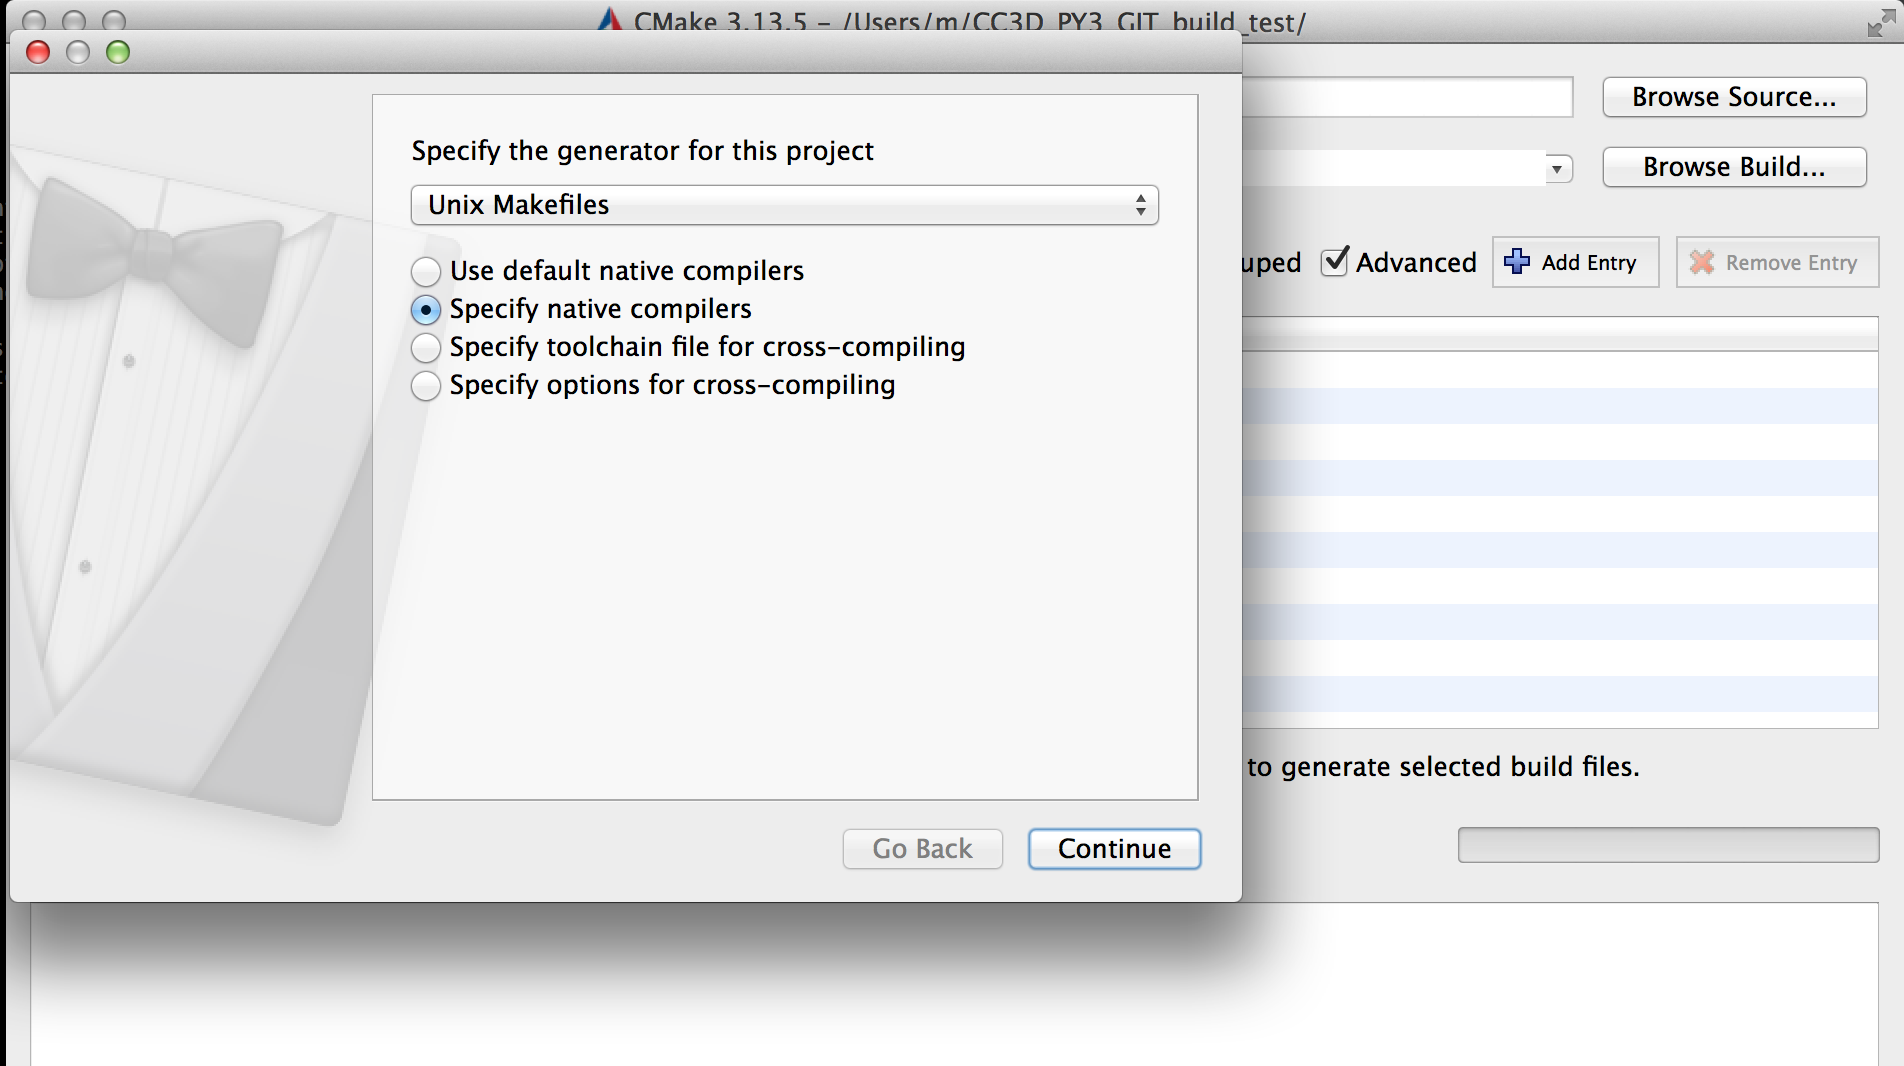 CMake 3.13.5 - /Users/m/CC3D_PY3_GIT_build_test/
Browse Source...
Specify the generator for this project
Unix Makefiles
Browse Build...
Use default native compilers
Specify native compilers
Specify toolchain file for cross-compiling
Specify options for cross-compiling
uped
Advanced
Add Entry
Remove Entry
to generate selected build files.
Go Back
Continue